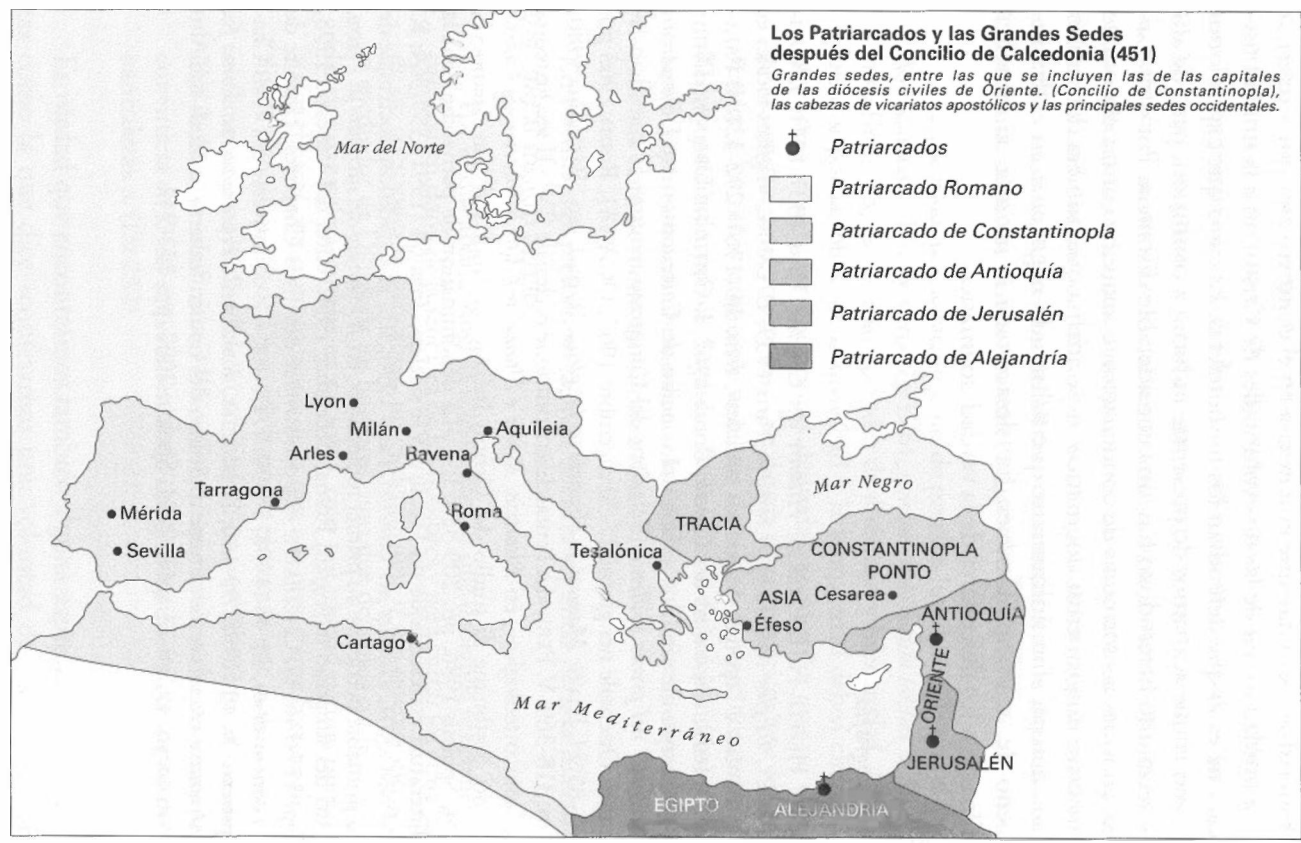 Los Patriarcados y las Grandes Sedes
después del Concilio de Calcedonia (451)
Grandes sedes, entre las que se incluyen las de las capitales
de las diócesis civiles de Oriente. (Concilio de Constantinopla),
las cabezas de vicariatos apostólicos y las principales sedes occidentales.
Patriarcados
Patriarcado Romano
Patriarcado de Constantinopla
Patriarcado de Antioquía
Patriarcado de Jerusalén
Patriarcado de Alejandría
Mar del Norte
Lyon
Milán
Aquileia
Arles
Ravena
Tarragona
Mérida
Roma
Sevilla
Tesalónica
Cartago
Mar Negro
TRACIA
CONSTANTINOPLA
PONTO
ASIA
Cesarea
Éfeso
ANTIOQUÍA
ORIENTE
Mar Mediterráneo
JERUSALÉN
EGIPTO
ALEJANDRIA